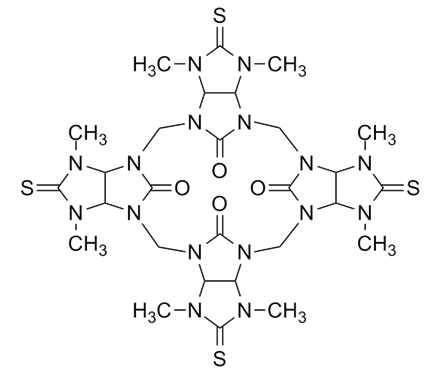 S
H₃C N N CH₃
N N
CH₃ O CH₃
N N N N
S O O S
N N O N N
CH₃ CH₃
N N
H₃C N N CH₃
S